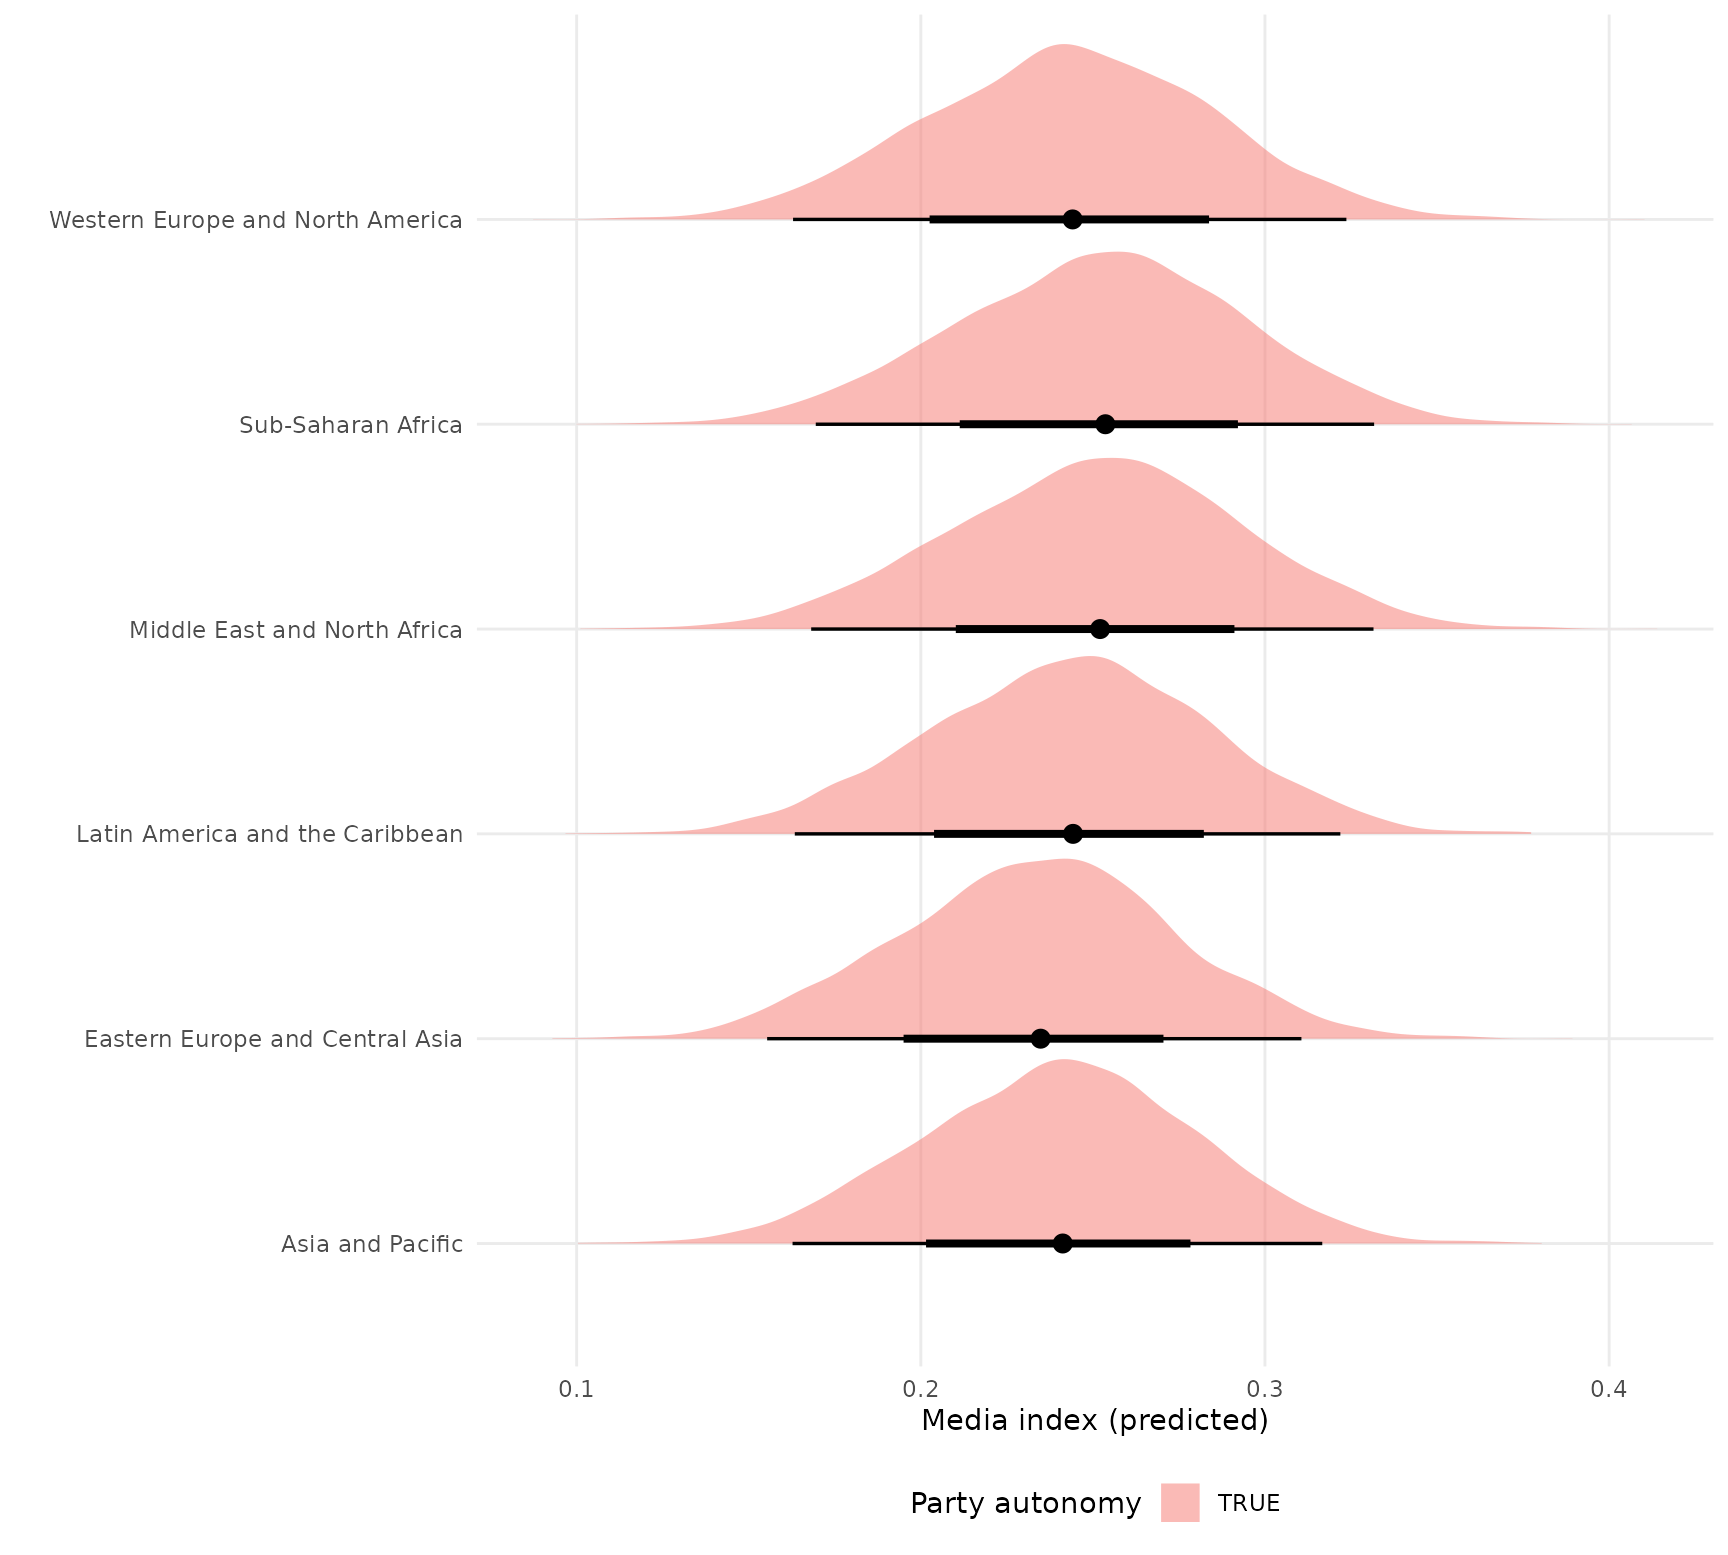 Western Europe and North America
Sub-Saharan Africa
Middle East and North Africa
Latin America and the Caribbean
Eastern Europe and Central Asia
Asia and Pacific
0.1 0.2 0.3 0.4
Media index (predicted)
Party autonomy TRUE